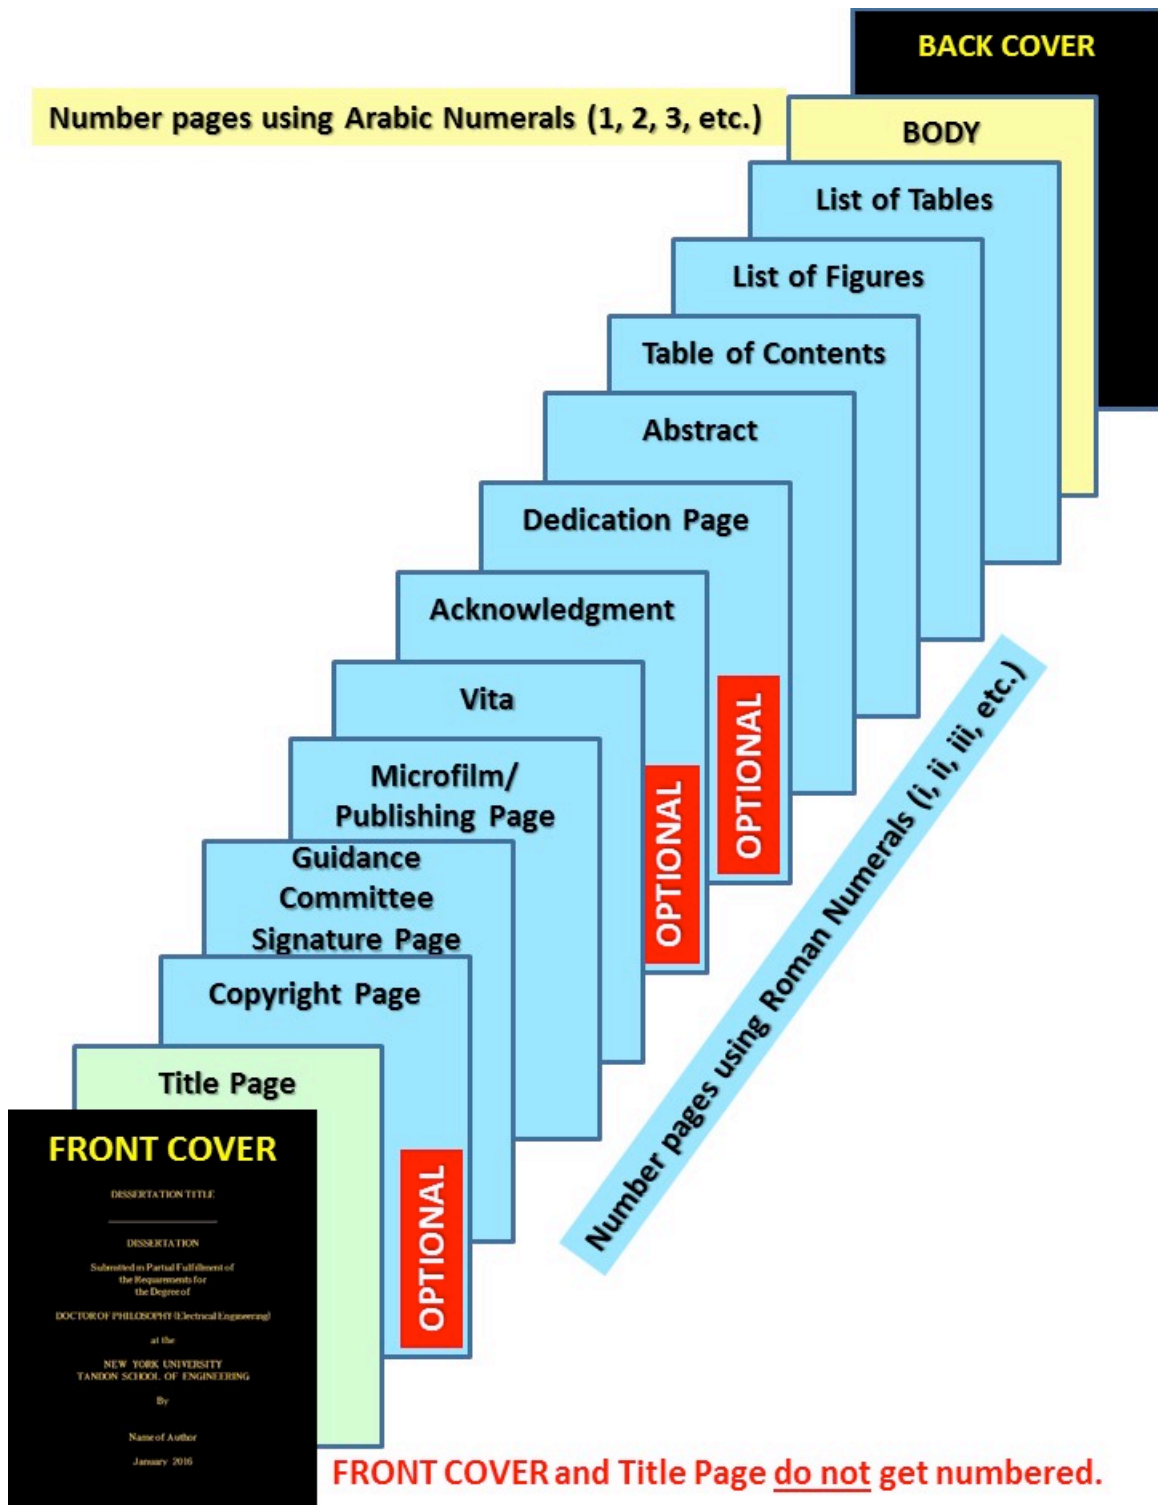 BACK COVER
Number pages using Arabic Numerals (1, 2, 3, etc.)
BODY
List of Tables
List of Figures
Table of Contents
Abstract
Dedication Page
OPTIONAL
Acknowledgment
OPTIONAL
Vita
Microfilm/
Publishing Page
Guidance
Committee
Signature Page
Copyright Page
OPTIONAL
Title Page
Number pages using Roman Numerals (i, ii, iii, etc.)
FRONT COVER
DISSERTATION TITLE
DISSERTATION
Submitted in Partial Fulfillment of
the Requirements for
the Degree of
DOCTOR OF PHILOSOPHY (Electrical Engineering)
at the
NEW YORK UNIVERSITY
TANDON SCHOOL OF ENGINEERING
By
Name of Author
January 2016
FRONT COVER and Title Page do not get numbered.